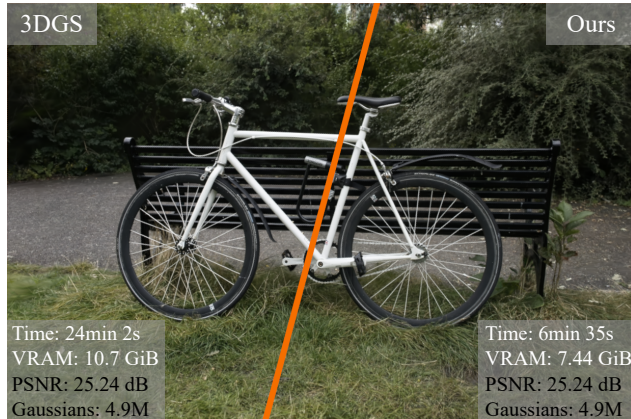 3DGS
Ours
Time: 24min 2s
VRAM: 10.7 GiB
PSNR: 25.24 dB
Gaussians: 4.9M
Time: 6min 35s
VRAM: 7.44 GiB
PSNR: 25.24 dB
Gaussians: 4.9M